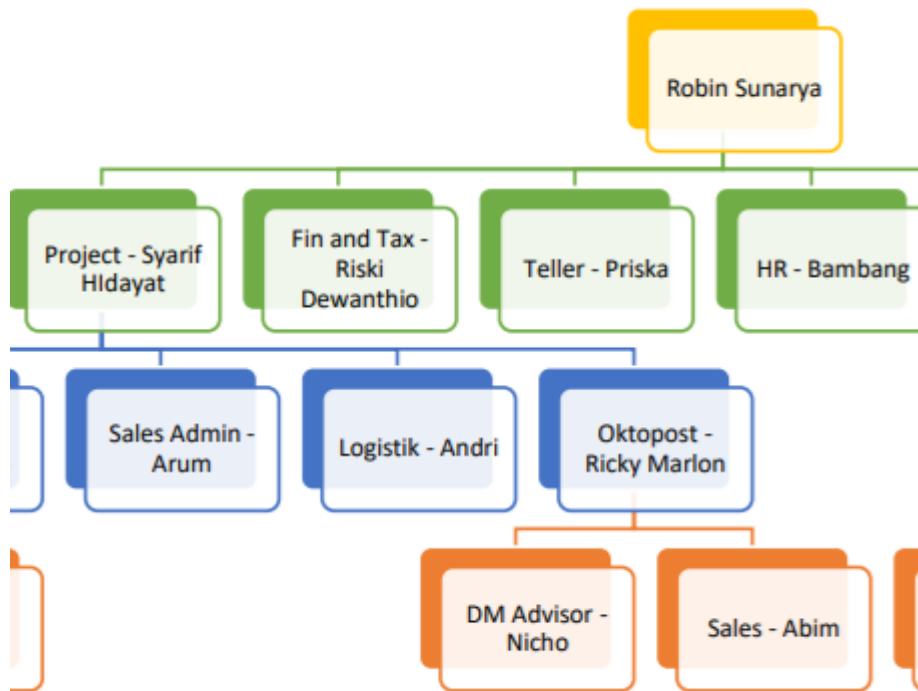 Robin Sunarya
Project - Syarif
HIdayat
Fin and Tax -
Riski
Dewanthio
Teller - Priska
HR - Bambang
Sales Admin -
Arum
Logistik - Andri
Oktopost -
Ricky Marlon
DM Advisor -
Nicho
Sales - Abim